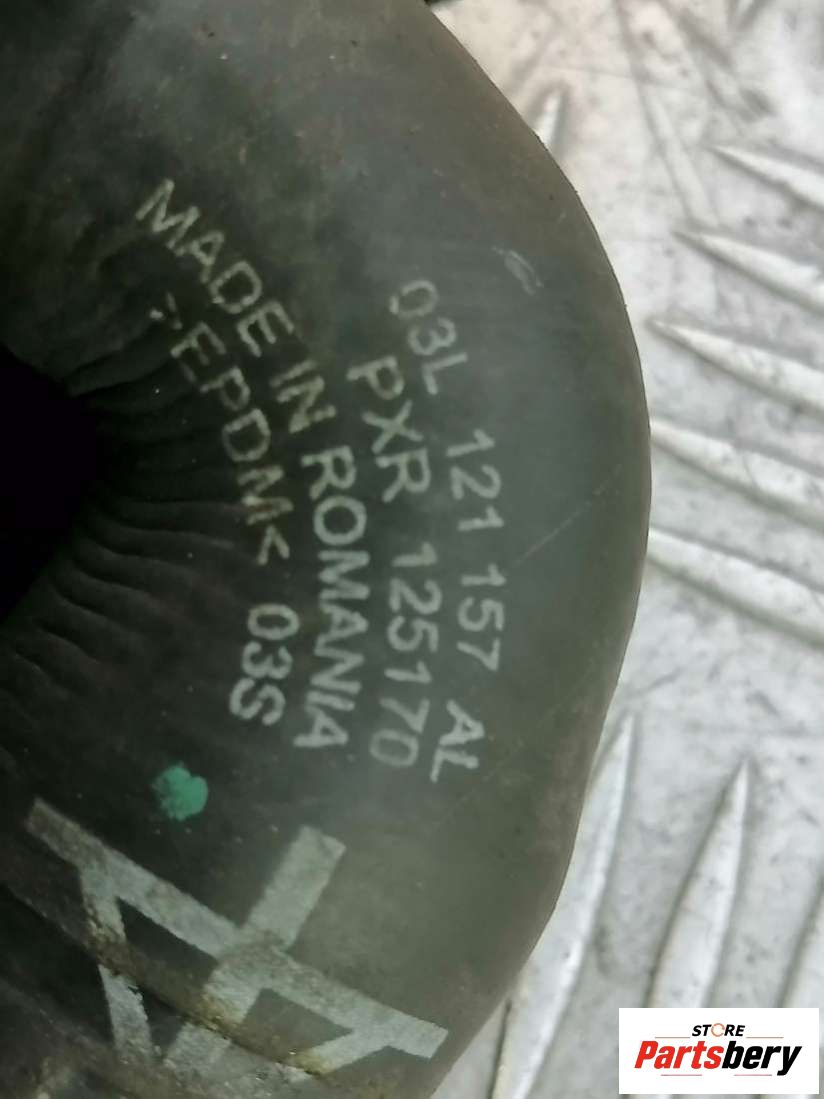 03L 121 157 AL
PXR 125170
MADE IN ROMANIA
>EPDM< 03S
STORE
Partsbery